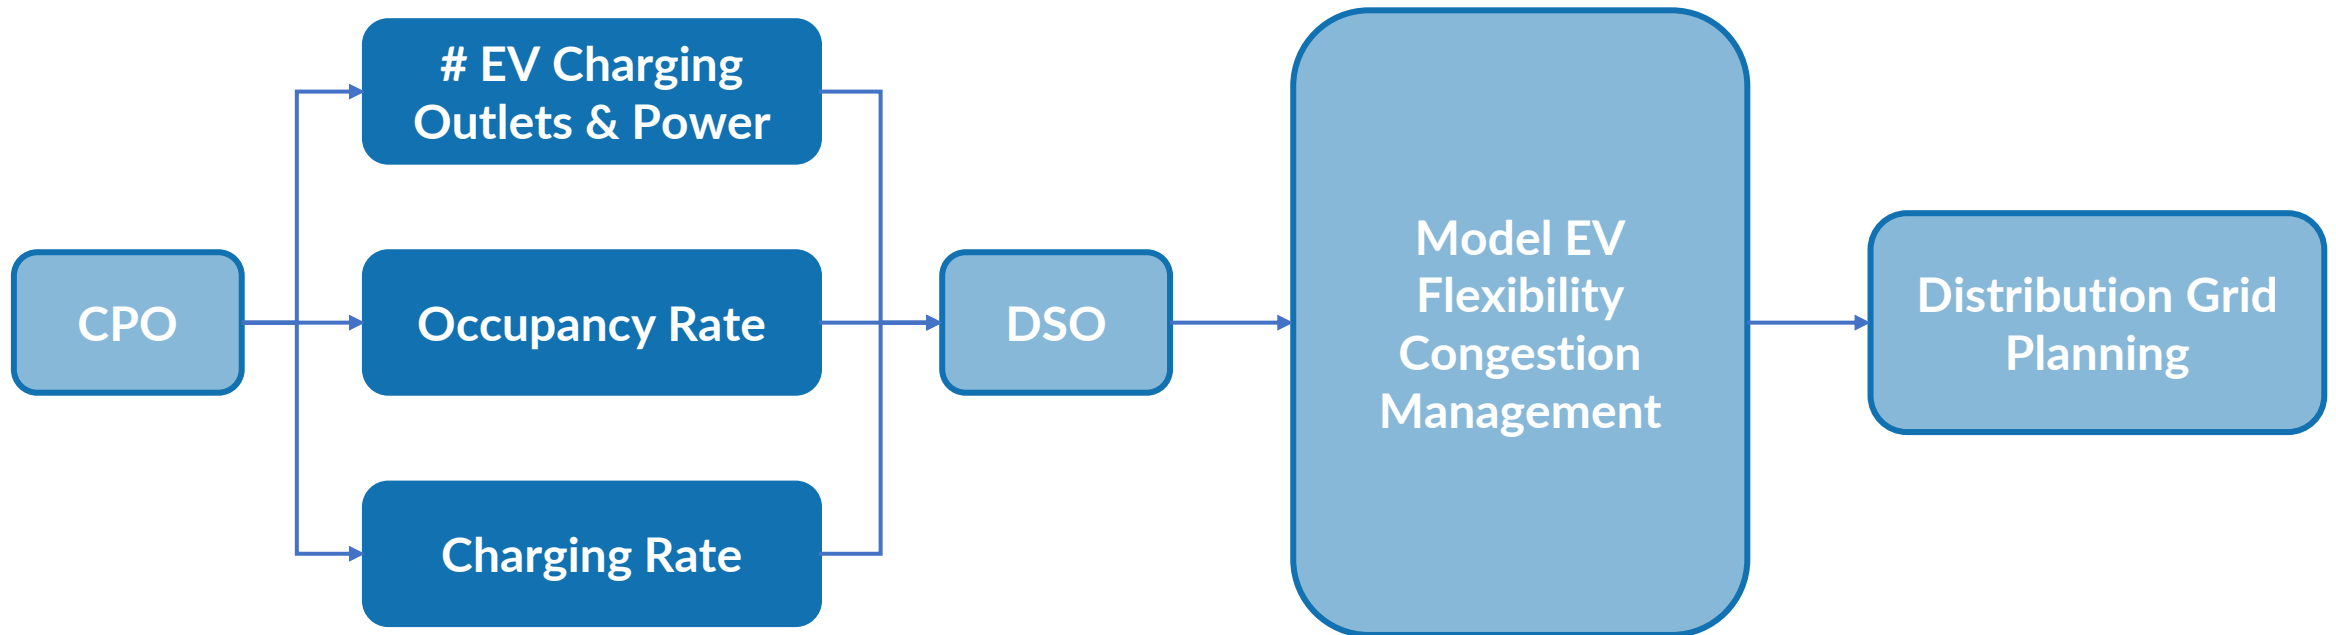 CPO
# EV Charging
Outlets & Power
Occupancy Rate
Charging Rate
DSO
Model EV
Flexibility
Congestion
Management
Distribution Grid
Planning